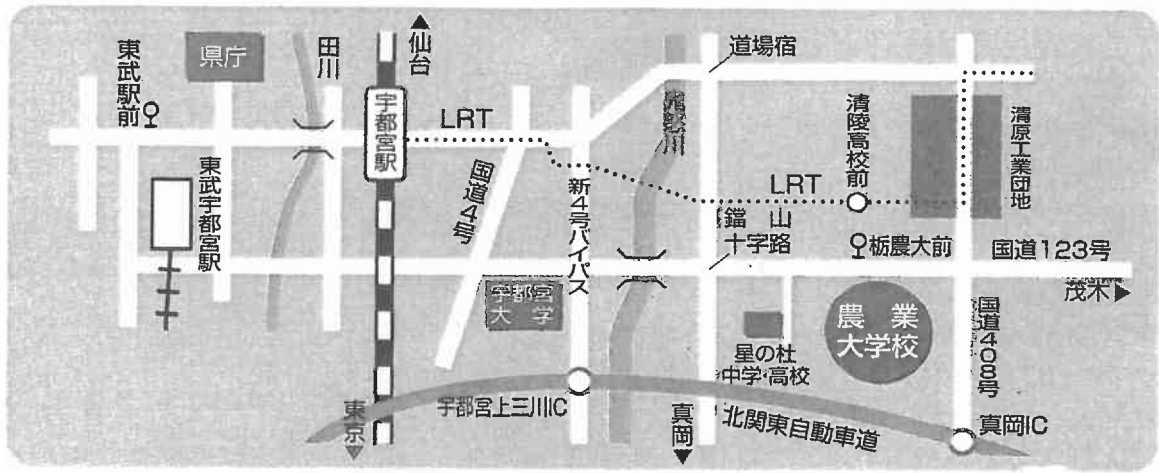 仙台
田川
県庁
東武駅前
道場宿
宇都宮駅
LRT
鬼怒川
清陵高校前
清原工業団地
国道4号
新4号バイパス
LRT
東武宇都宮駅
鐺山
十字路
栃農大前
国道123号
茂木
宇都宮
大学
農業
大学校
星の杜
中学・高校
国道408号
東京
宇都宮上三川IC
真岡
北関東自動車道
真岡IC